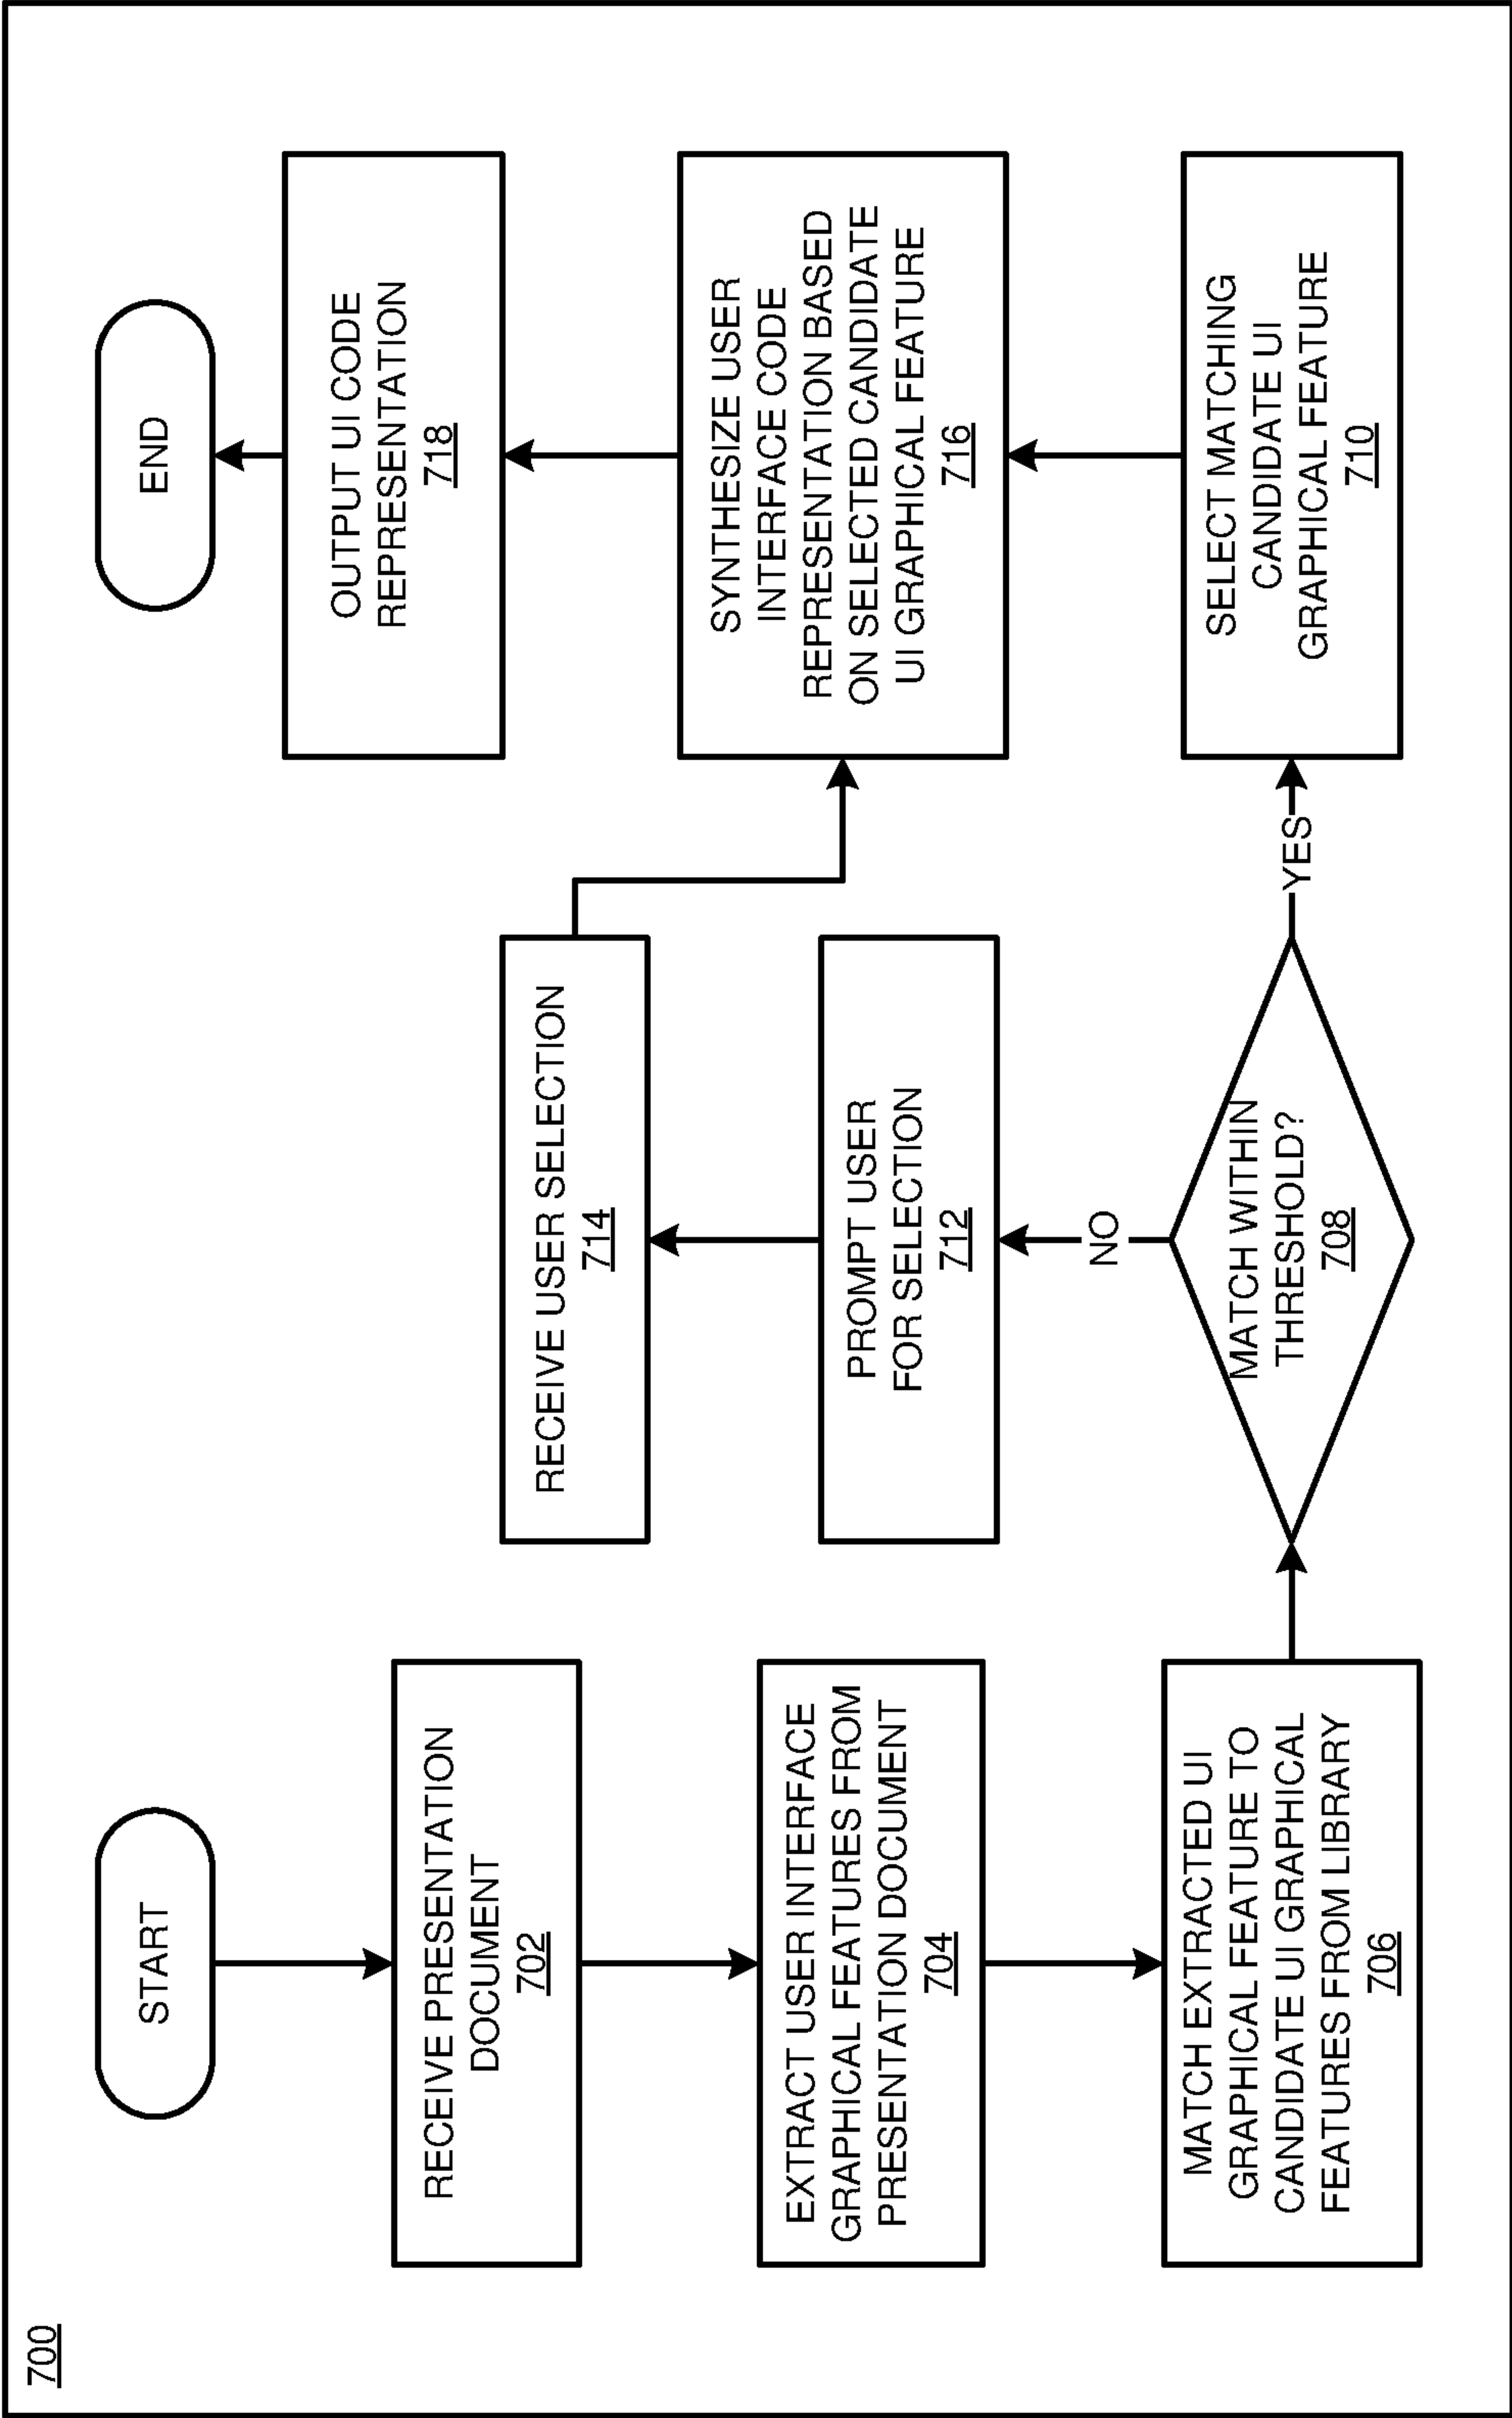 700
START
RECEIVE PRESENTATION
DOCUMENT
702
EXTRACT USER INTERFACE
GRAPHICAL FEATURES FROM
PRESENTATION DOCUMENT
704
MATCH EXTRACTED UI
GRAPHICAL FEATURE TO
CANDIDATE UI GRAPHICAL
FEATURES FROM LIBRARY
706
MATCH WITHIN
THRESHOLD?
708
NO
PROMPT USER
FOR SELECTION
712
RECEIVE USER SELECTION
714
YES
SELECT MATCHING
CANDIDATE UI
GRAPHICAL FEATURE
710
SYNTHESIZE USER
INTERFACE CODE
REPRESENTATION BASED
ON SELECTED CANDIDATE
UI GRAPHICAL FEATURE
716
OUTPUT UI CODE
REPRESENTATION
718
END